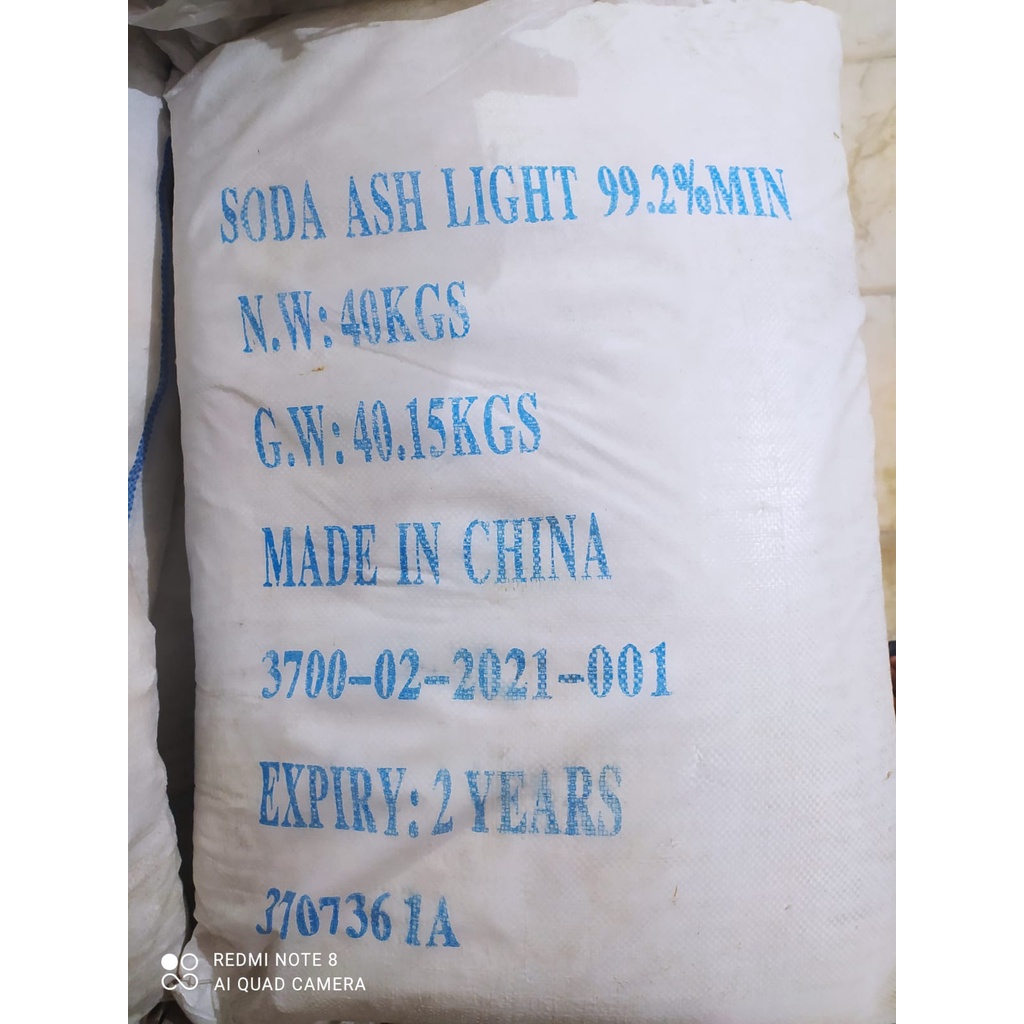 SODA ASH LIGHT 99.2%MIN
N.W:40KGS
G.W:40.15KGS
MADE IN CHINA
3700-02-2021-001
EXPIRY:2 YEARS
3707361A
REDMI NOTE 8
AI QUAD CAMERA